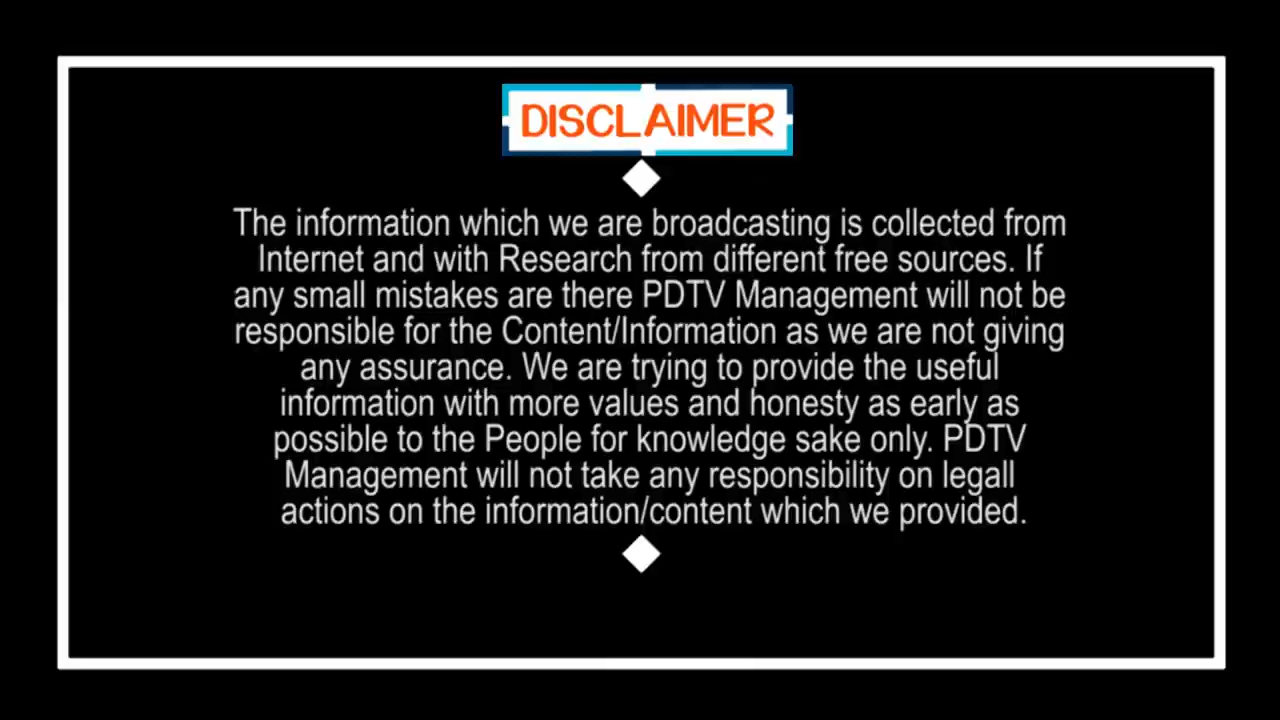 DISCLAIMER
The information which we are broadcasting is collected from
Internet and with Research from different free sources. If
any small mistakes are there PDTV Management will not be
responsible for the Content/Information as we are not giving
any assurance. We are trying to provide the useful
information with more values and honesty as early as
possible to the People for knowledge sake only. PDTV
Management will not take any responsibility on legall
actions on the information/content which we provided.